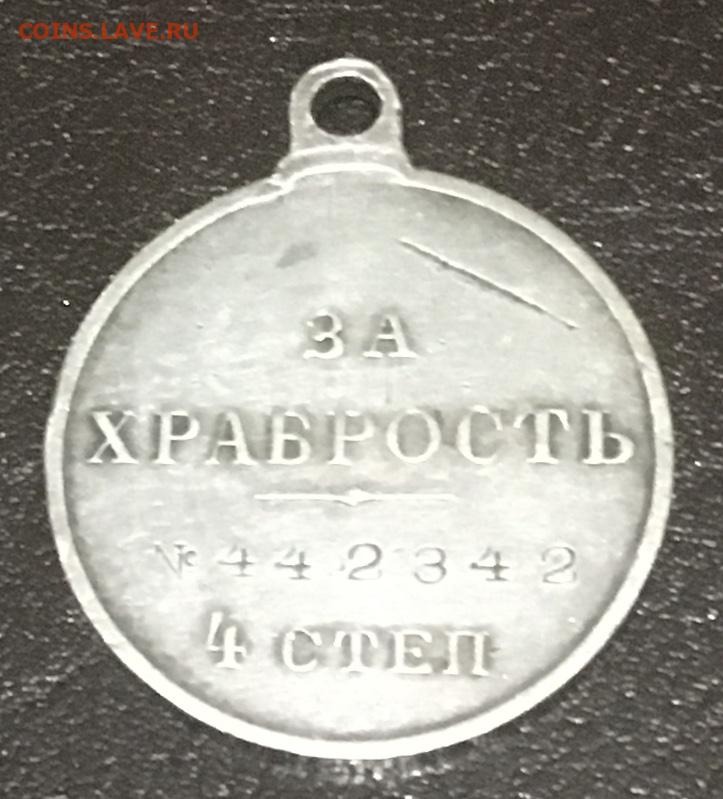 COINS.LAVE.RU
ЗА
ХРАБРОСТЬ
№ 442342
4 СТЕП